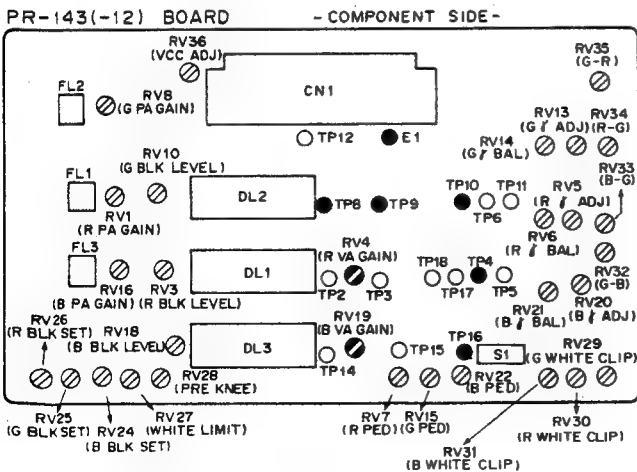 PR-143(-12) BOARD -COMPONENT SIDE-
RV36
(VCC ADJ)
RV35
(G-R)
FL2
RV8
(G PA GAIN)
CN1
RV13
(G γ ADJ)
RV34
(R-G)
TP12
E1
RV14
(G γ BAL)
RV33
(B-G)
RV10
(G BLK LEVEL)
FL1
DL2
TP8
TP9
TP10
TP11
TP6
RV5
(R γ ADJ)
RV1
(R PA GAIN)
RV4
(R VA GAIN)
RV6
(R γ BAL)
FL3
DL1
TP2
TP3
TP18
TP17
TP4
TP5
RV32
(G-B)
RV16
(B PA GAIN)
RV3
(R BLK LEVEL)
RV19
(B VA GAIN)
RV21
(B γ BAL)
RV20
(B γ ADJ)
RV26
(R BLK SET)
RV18
(B BLK LEVEL)
DL3
TP14
TP15
TP16
S1
RV29
(G WHITE CLIP)
RV28
(PRE KNEE)
RV22
(B PED)
RV25
(G BLK SET)
RV24
(B BLK SET)
RV27
(WHITE LIMIT)
RV7
(R PED)
RV15
(G PED)
RV30
(R WHITE CLIP)
RV31
(B WHITE CLIP)